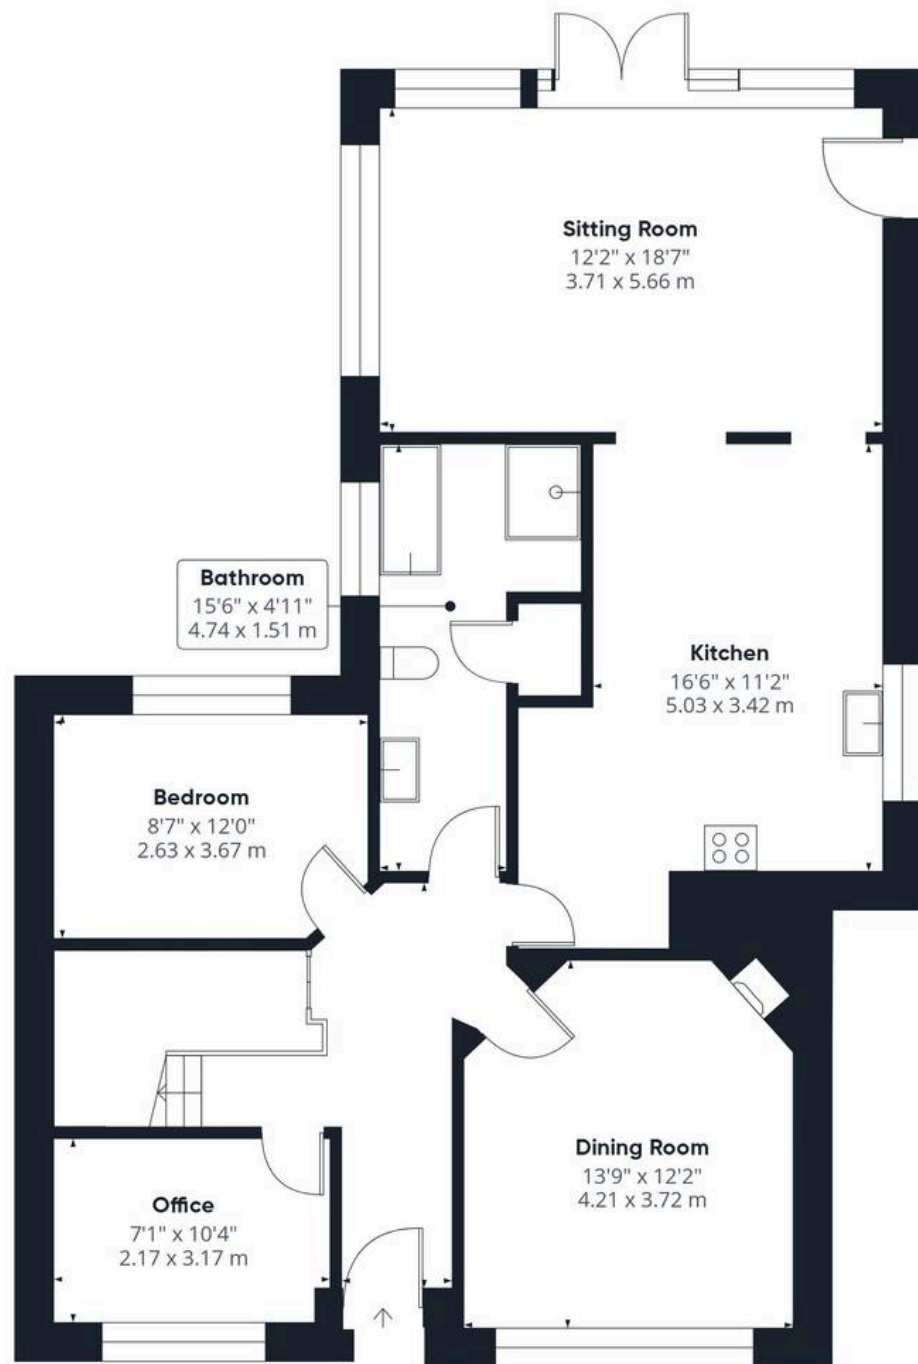 Sitting Room
12'2" x 18'7"
3.71 x 5.66 m
Bathroom
15'6" x 4'11"
4.74 x 1.51 m
Kitchen
16'6" x 11'2"
5.03 x 3.42 m
Bedroom
8'7" x 12'0"
2.63 x 3.67 m
Dining Room
13'9" x 12'2"
4.21 x 3.72 m
Office
7'1" x 10'4"
2.17 x 3.17 m